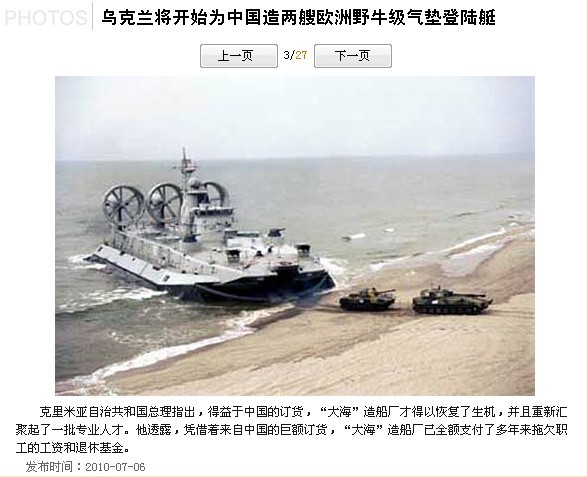 PHOTOS 乌克兰将开始为中国造两艘欧洲野牛级气垫登陆艇
上一页 3/27 下一页
克里米亚自治共和国总理指出，得益于中国的订货，“大海”造船厂才得以恢复了生机，并且重新汇
聚起了一批专业人才。他透露，凭借着来自中国的巨额订货，“大海”造船厂已全额支付了多年来拖欠职
工的工资和退休基金。
发布时间：2010-07-06